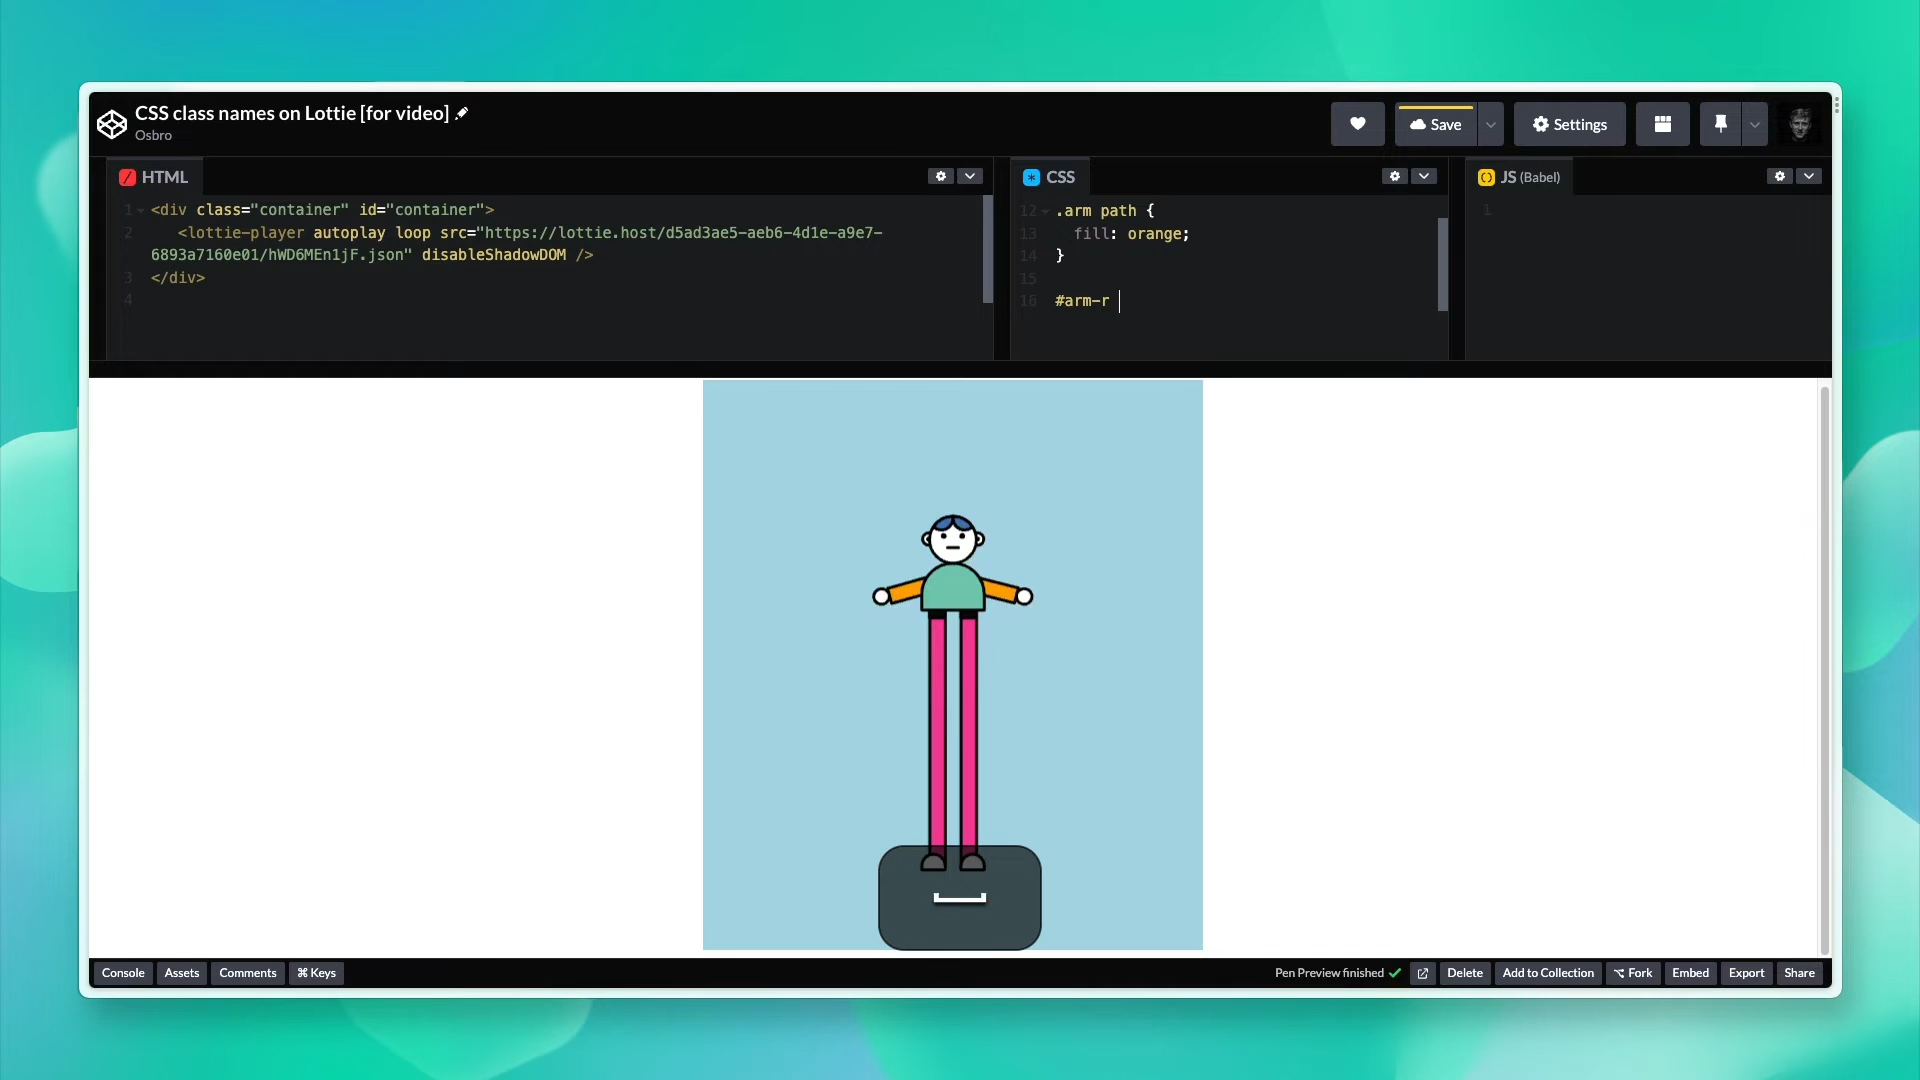 CSS class names on Lottie [for video]
Osbro
Save
Settings
HTML
CSS
JS (Babel)
1 <div class="container" id="container">
2 <lottie-player autoplay loop src="https://lottie.host/d5ad3ae5-aeb6-4d1e-a9e7-
6893a7160e01/hWD6MEn1jF.json" disableShadowDOM />
3 </div>
4
12 .arm path {
13 fill: orange;
14 }
15
16 #arm-r
1
Console
Assets
Comments
⌘ Keys
Pen Preview finished
Delete
Add to Collection
Fork
Embed
Export
Share